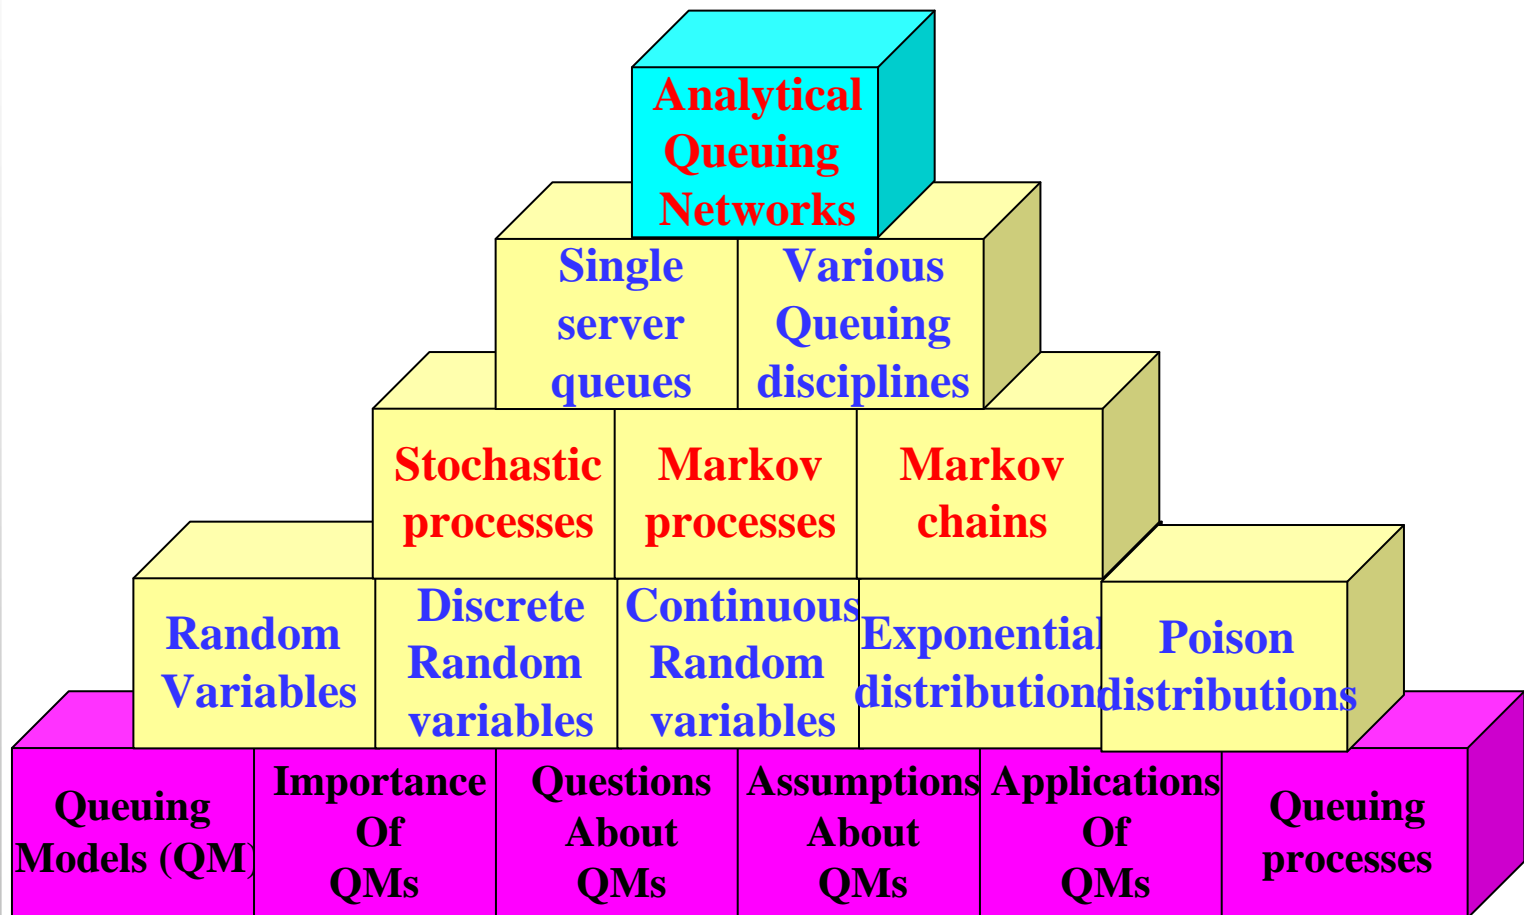 Analytical
Queuing
Networks
Single
server
queues
Various
Queuing
disciplines
Stochastic
processes
Markov
processes
Markov
chains
Random
Variables
Discrete
Random
variables
Continuous
Random
variables
Exponential
distribution
Poison
distributions
Queuing
Models (QM)
Importance
Of
QMs
Questions
About
QMs
Assumptions
About
QMs
Applications
Of
QMs
Queuing
processes